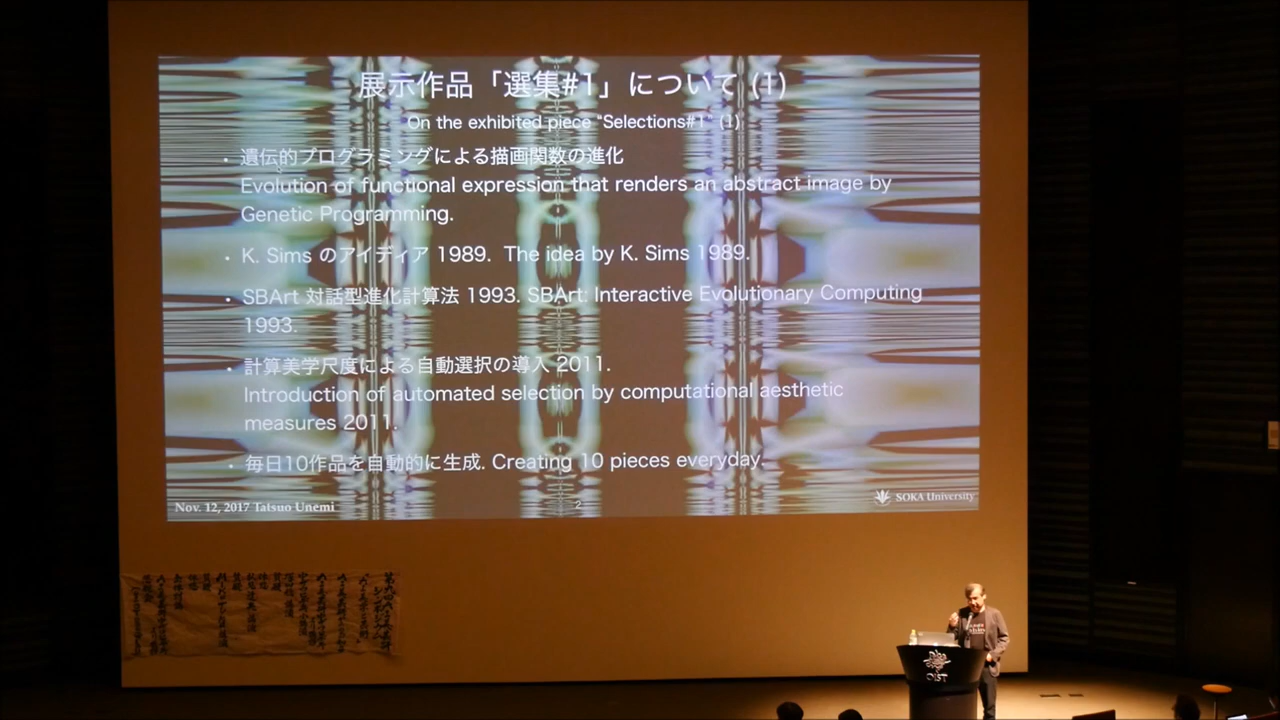 展示作品「選集#1」について (1)
On the exhibited piece "Selections#1" (1)
• 遺伝的プログラミングによる描画関数の進化
Evolution of functional expression that renders an abstract image by
Genetic Programming.
• K. Sims のアイディア 1989. The idea by K. Sims 1989.
• SBArt 対話型進化計算法 1993. SBArt: Interactive Evolutionary Computing
1993.
• 計算美学尺度による自動選択の導入 2011.
Introduction of automated selection by computational aesthetic
measures 2011.
• 毎日10作品を自動的に生成. Creating 10 pieces everyday.
Nov. 12, 2017 Tatsuo Unemi
2
SOKA University
OIST